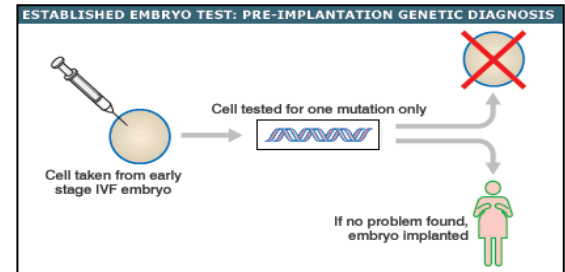 ESTABLISHED EMBRYO TEST: PRE-IMPLANTATION GENETIC DIAGNOSIS
Cell tested for one mutation only
Cell taken from early
stage IVF embryo
If no problem found,
embryo implanted